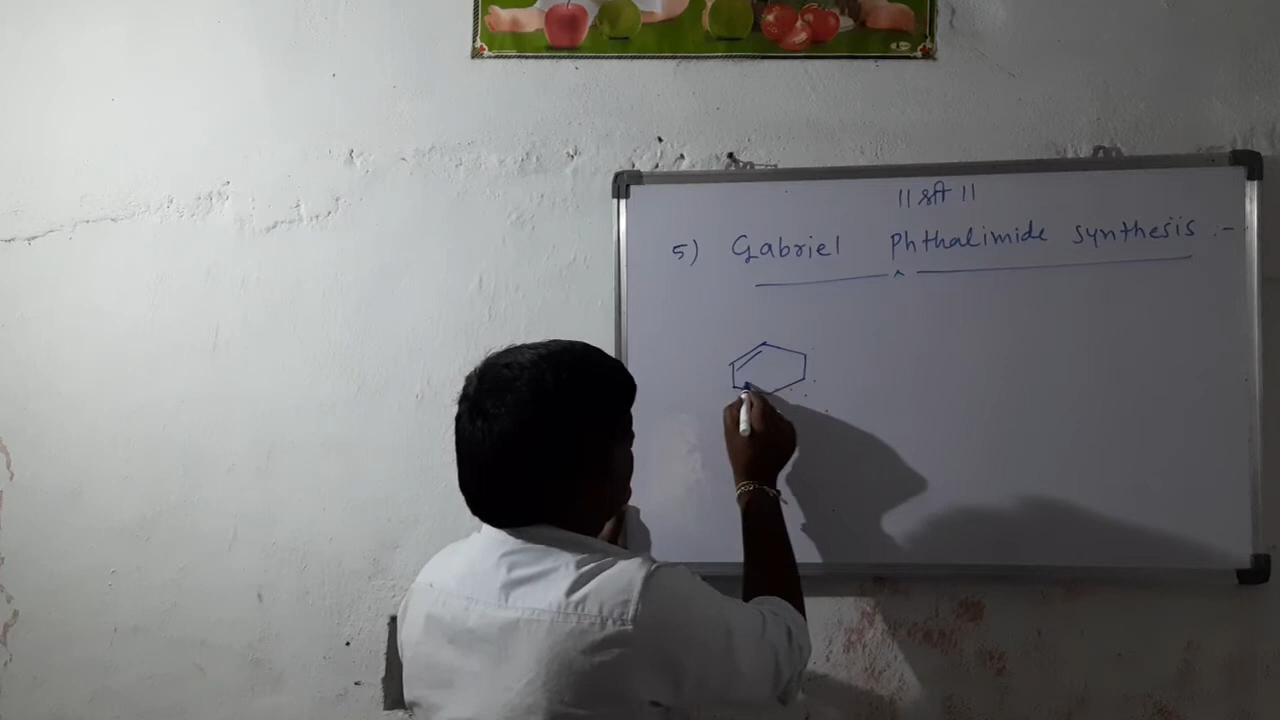 || श्री ||
5) Gabriel Phthalimide synthesis :-